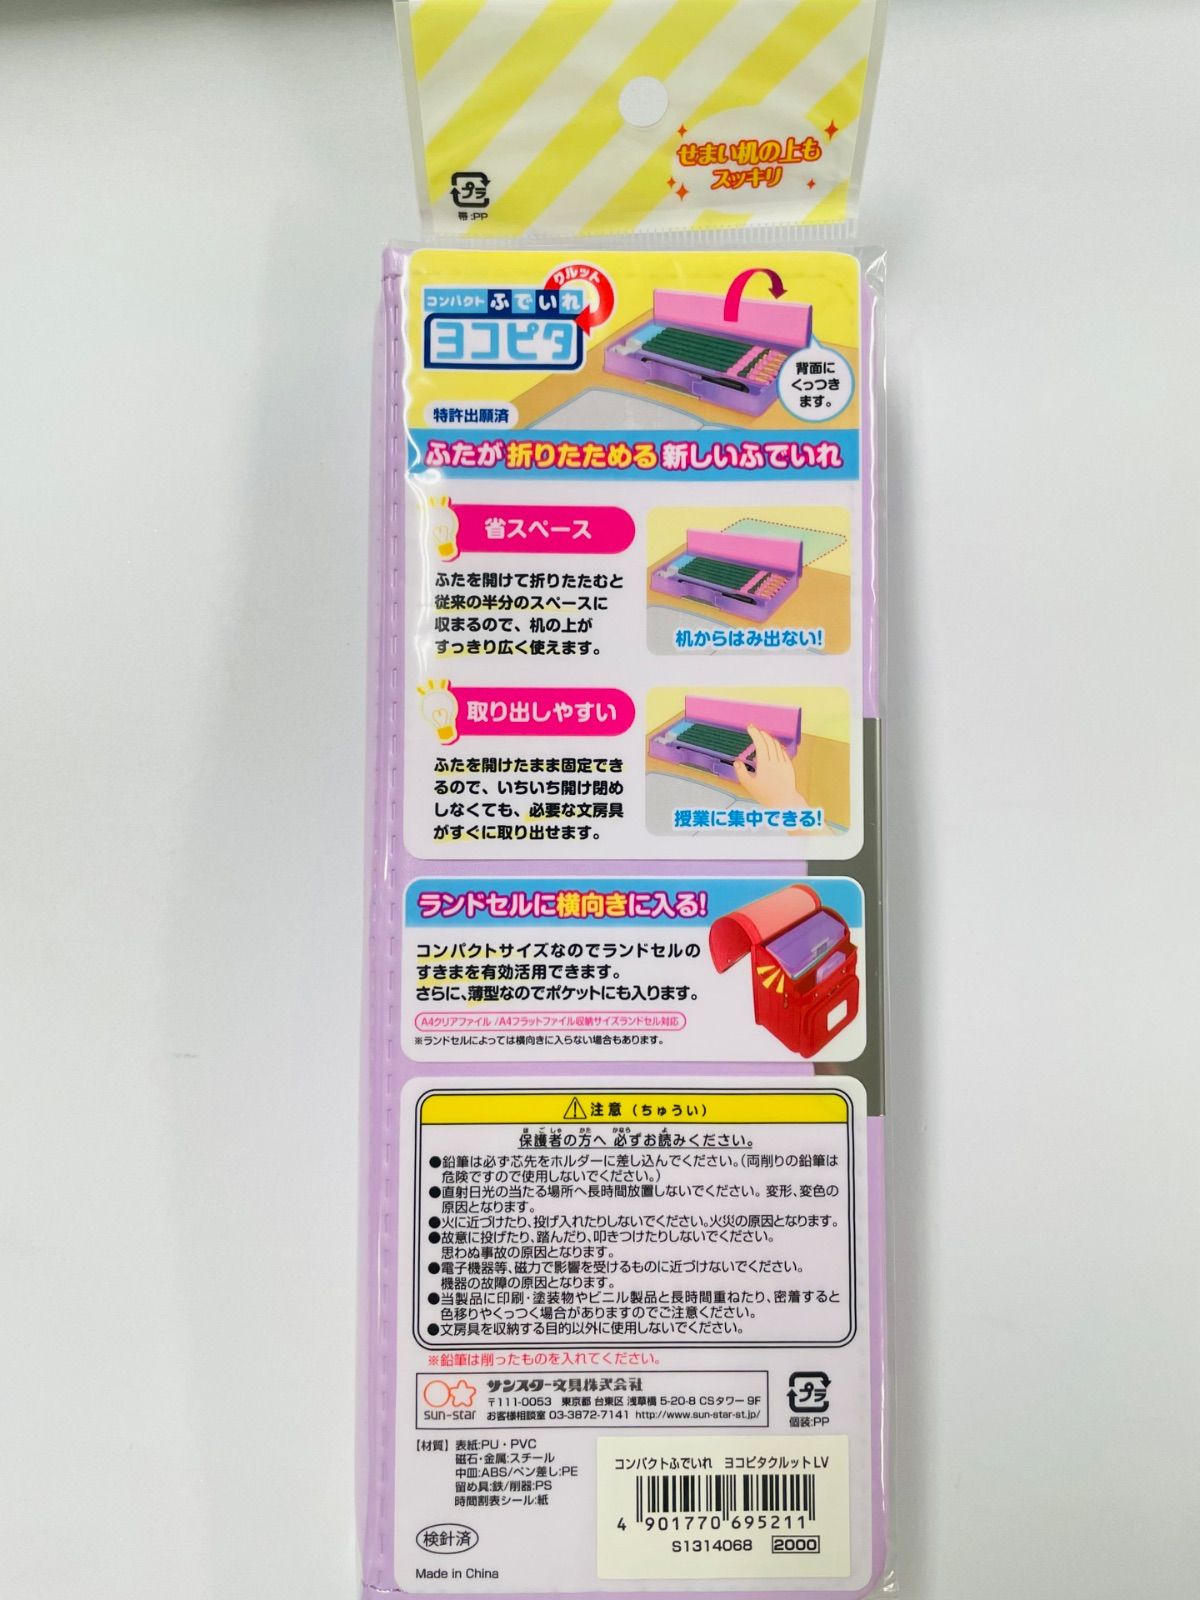 せまい机の上も
スッキリ
プラ
帯:PP
クルット
コンパクト ふでいれ
ヨコピタ
背面に
くっつき
ます。
特許出願済
ふたが折りたためる新しいふでいれ
省スペース
ふたを開けて折りたたむと
従来の半分のスペースに
収まるので、机の上が
すっきり広く使えます。
机からはみ出ない!
取り出しやすい
ふたを開けたまま固定でき
るので、いちいち開け閉め
しなくても、必要な文房具
がすぐに取り出せます。
授業に集中できる!
ランドセルに横向きに入る!
コンパクトサイズなのでランドセルの
すきまを有効活用できます。
さらに、薄型なのでポケットにも入ります。
A4クリアファイル/A4フラットファイル収納サイズランドセル対応
※ランドセルによっては横向きに入らない場合もあります。
注意(ちゅうい)
ほごしゃ かた かなら よ
保護者の方へ 必ずお読みください。
●鉛筆は必ず芯先をホルダーに差し込んでください。(両削りの鉛筆は
危険ですので使用しないでください。)
●直射日光の当たる場所へ長時間放置しないでください。変形、変色の
原因となります。
●火に近づけたり、投げ入れたりしないでください。火災の原因となります。
●故意に投げたり、踏んだり、叩きつけたりしないでください。
思わぬ事故の原因となります。
●電子機器等、磁力で影響を受けるものに近づけないでください。
機器の故障の原因となります。
●当製品に印刷・塗装物やビニル製品と長時間重ねたり、密着すると
色移りやくっつく場合がありますのでご注意ください。
●文房具を収納する目的以外に使用しないでください。
※鉛筆は削ったものを入れてください。
sun-star
サンスター文具株式会社
〒111-0053 東京都 台東区 浅草橋 5-20-8 CSタワー 9F
お客様相談室 03-3872-7141 http://www.sun-star-st.jp/
プラ
個装:PP
【材質】表紙:PU・PVC
磁石・金属:スチール
中皿:ABS/ペン差し:PE
留め具:鉄/削器:PS
時間割表シール:紙
検針済
Made in China
コンパクトふでいれ ヨコピタクルットLV
4 901770 695211
S1314068 2000